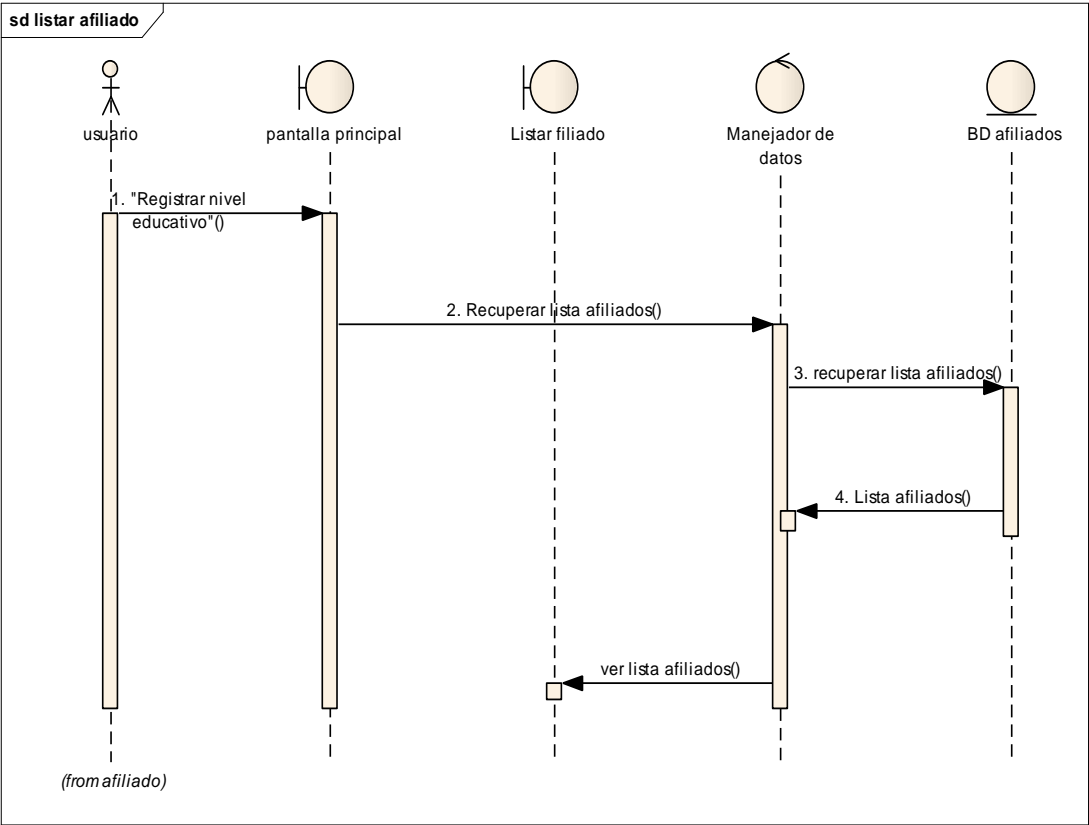 sd listar afiliado
usuario
pantalla principal
Listar filiado
Manejador de
datos
BD afiliados
1. "Registrar nivel
educativo"()
2. Recuperar lista afiliados()
3. recuperar lista afiliados()
4. Lista afiliados()
ver lista afiliados()
(from afiliado)